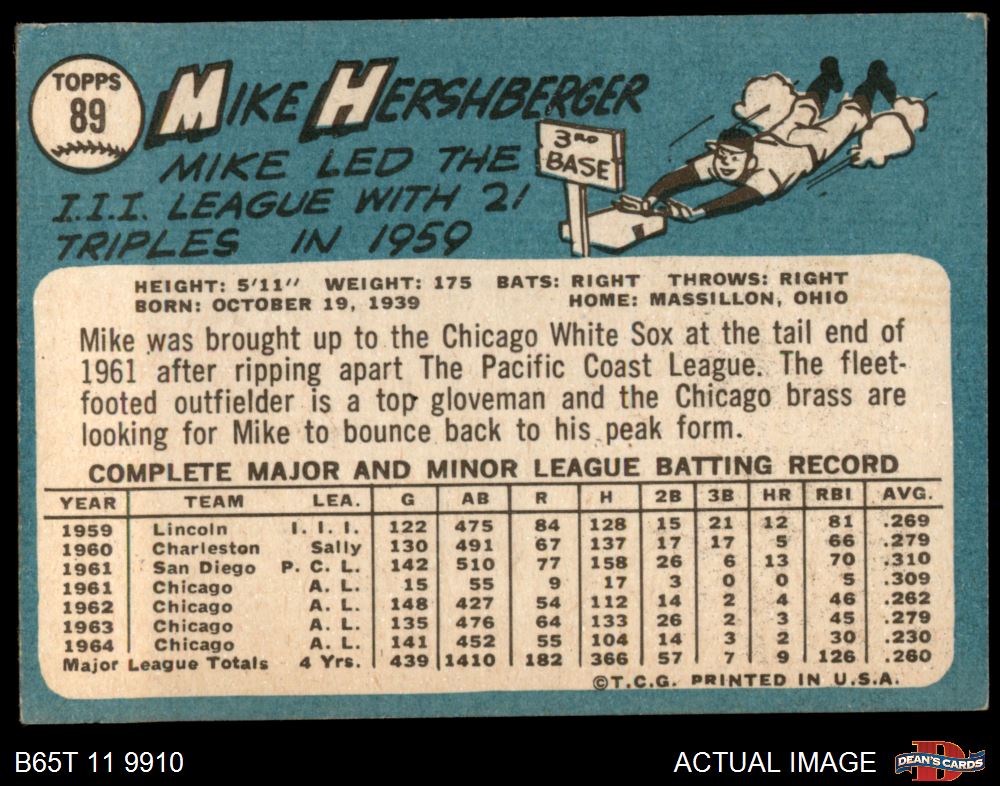 TOPPS
89
MIKE HERSHBERGER
MIKE LED THE
I.I.I. LEAGUE WITH 21
TRIPLES IN 1959
3RD
BASE
HEIGHT: 5'11" WEIGHT: 175 BATS: RIGHT THROWS: RIGHT
BORN: OCTOBER 19, 1939 HOME: MASSILLON, OHIO
Mike was brought up to the Chicago White Sox at the tail end of
1961 after ripping apart The Pacific Coast League. The fleet-
footed outfielder is a top gloveman and the Chicago brass are
looking for Mike to bounce back to his peak form.
COMPLETE MAJOR AND MINOR LEAGUE BATTING RECORD
YEAR TEAM LEA. G AB R H 2B 3B HR RBI AVG.
1959 Lincoln I. I. I. 122 475 84 128 15 21 12 81 .269
1960 Charleston Sally 130 491 67 137 17 17 5 66 .279
1961 San Diego P. C. L. 142 510 77 158 26 6 13 70 .310
1961 Chicago A. L. 15 55 9 17 3 0 0 5 .309
1962 Chicago A. L. 148 427 54 112 14 2 4 46 .262
1963 Chicago A. L. 135 476 64 133 26 2 3 45 .279
1964 Chicago A. L. 141 452 55 104 14 3 2 30 .230
Major League Totals 4 Yrs. 439 1410 182 366 57 7 9 126 .260
©T.C.G. PRINTED IN U.S.A.
B65T 11 9910
ACTUAL IMAGE
D
DEAN'S CARDS